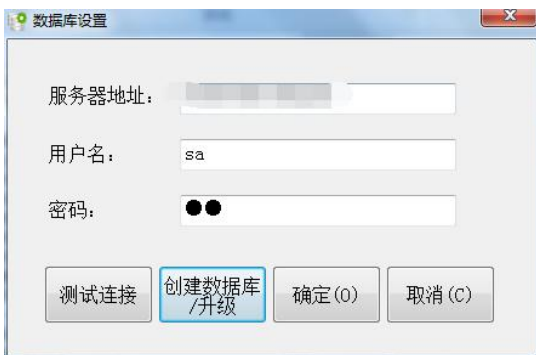 数据库设置
服务器地址：
用户名：
sa
密码：
●●
测试连接
创建数据库
/升级
确定(O)
取消(C)